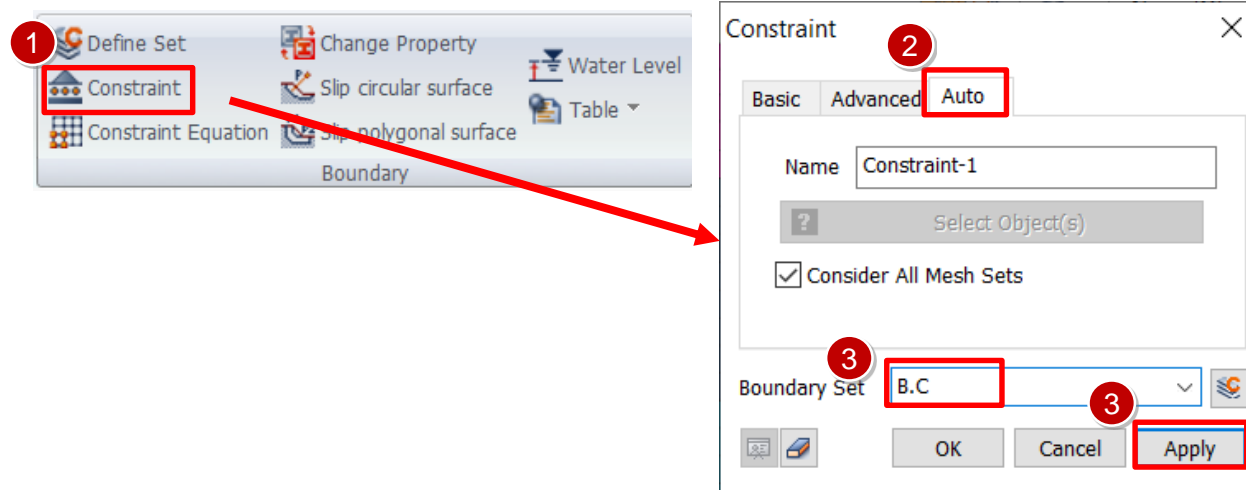 1
Define Set
Change Property
Water Level
Constraint
Slip circular surface
Table
Constraint Equation
Slip polygonal surface
Boundary
Constraint
2
Basic
Advanced
Auto
Name
Constraint-1
? Select Object(s)
Consider All Mesh Sets
3
Boundary Set
B.C
3
OK
Cancel
Apply